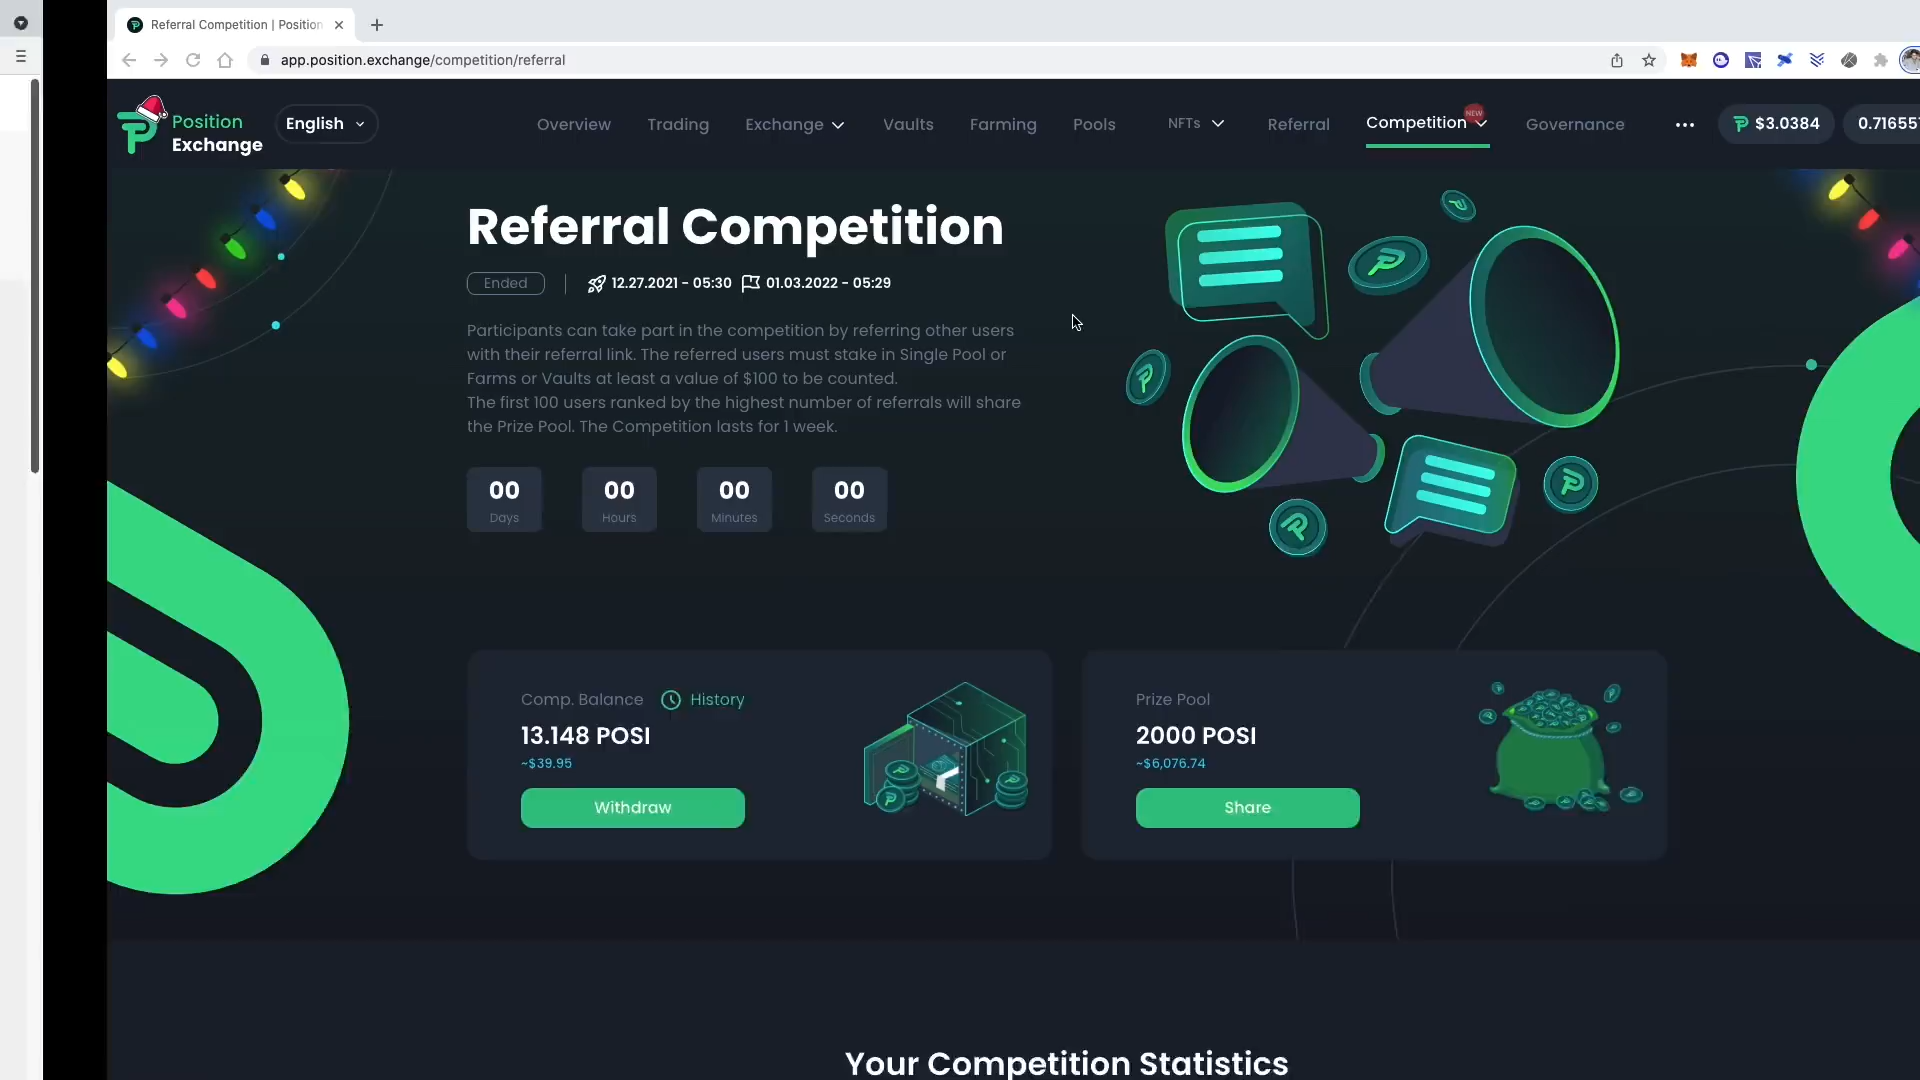 Referral Competition | Position
app.position.exchange/competition/referral
Position
Exchange
English
Overview
Trading
Exchange
Vaults
Farming
Pools
NFTs
Referral
Competition
NEW
Governance
$3.0384
0.71655
Referral Competition
Ended
12.27.2021 - 05:30
01.03.2022 - 05:29
Participants can take part in the competition by referring other users
with their referral link. The referred users must stake in Single Pool or
Farms or Vaults at least a value of $100 to be counted.
The first 100 users ranked by the highest number of referrals will share
the Prize Pool. The Competition lasts for 1 week.
00
00
00
00
Days
Hours
Minutes
Seconds
Comp. Balance
History
13.148 POSI
~$39.95
Withdraw
Prize Pool
2000 POSI
~$6,076.74
Share
Your Competition Statistics